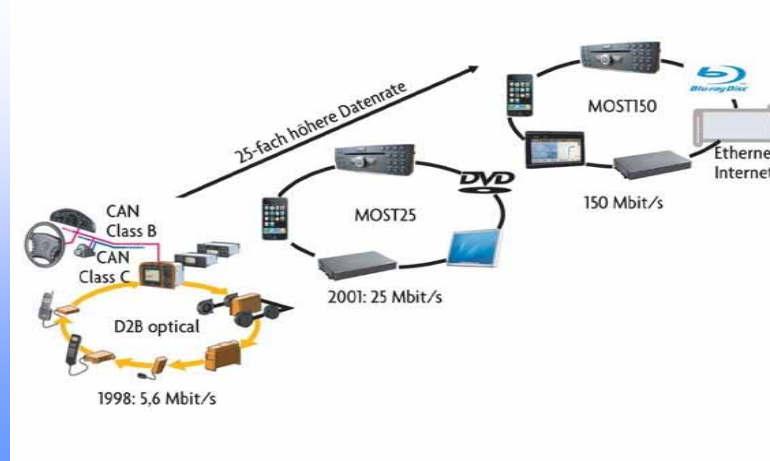 25-fach höhere Datenrate
Blu-ray Disc
MOST150
Etherne
Internet
150 Mbit/s
DVD
MOST25
2001: 25 Mbit/s
CAN
Class B
CAN
Class C
D2B optical
1998: 5,6 Mbit/s